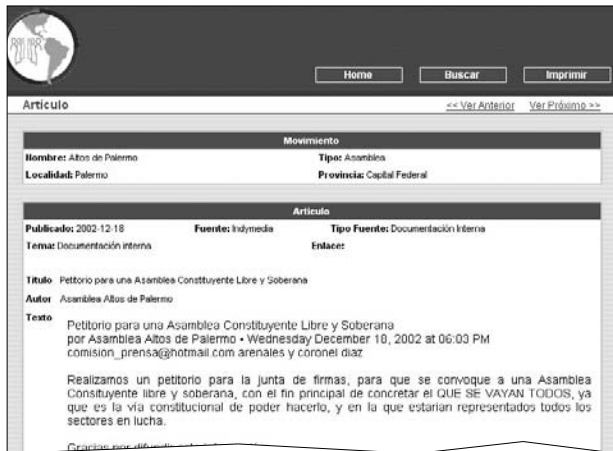 Home Buscar Imprimir
Artículo << Ver Anterior Ver Próximo >>
Movimiento
Nombre: Altos de Palermo Tipo: Asamblea
Localidad: Palermo Provincia: Capital Federal
Artículo
Publicado: 2002-12-18 Fuente: Indymedia Tipo Fuente: Documentación Interna
Tema: Documentación interna Enlace:
Título Petitorio para una Asamblea Constituyente Libre y Soberana
Autor Asamblea Altos de Palermo
Texto
Petitorio para una Asamblea Constituyente Libre y Soberana
por Asamblea Altos de Palermo • Wednesday December 18, 2002 at 06:03 PM
comision_prensa@hotmail.com arenales y coronel diaz
Realizamos un petitorio para la junta de firmas, para que se convoque a una Asamblea
Consituyente libre y soberana, con el fin principal de concretar el QUE SE VAYAN TODOS, ya
que es la vía constitucional de poder hacerlo, y en la que estarian representados todos los
sectores en lucha.
Gracias por difundir